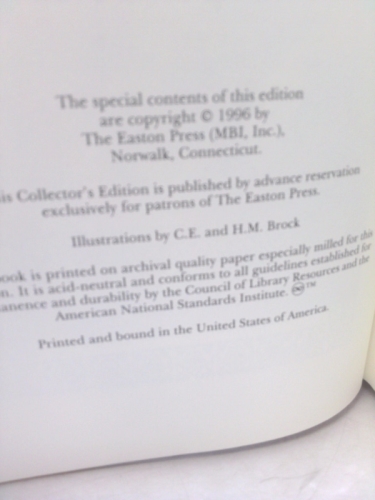 The special contents of this edition
are copyright © 1996 by
The Easton Press (MBI, Inc.),
Norwalk, Connecticut.
is Collector's Edition is published by advance reservation
exclusively for patrons of The Easton Press.
Illustrations by C.E. and H.M. Brock
ook is printed on archival quality paper especially milled for this
n. It is acid-neutral and conforms to all guidelines established for
anence and durability by the Council of Library Resources and the
American National Standards Institute. ♾™
Printed and bound in the United States of America.